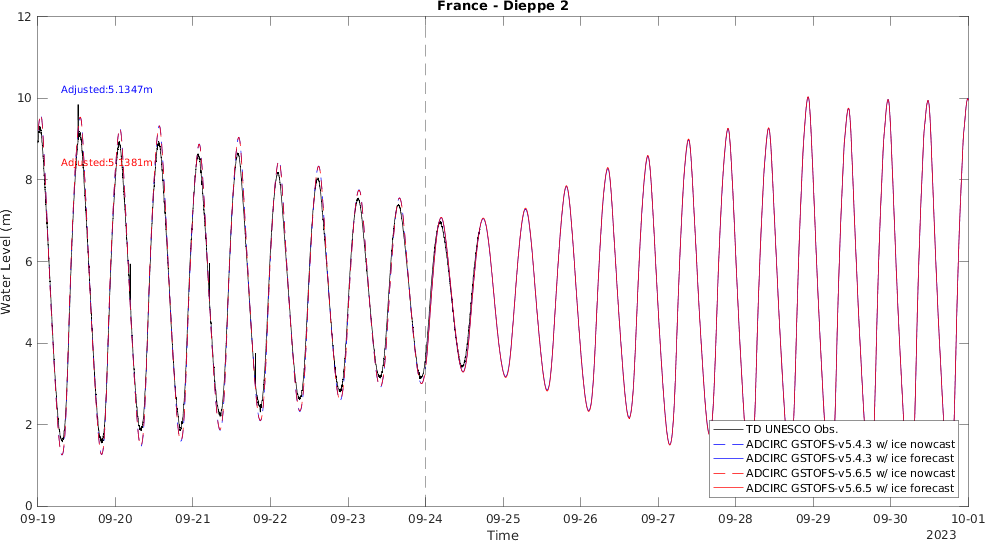 France - Dieppe 2
12
10
8
6
4
2
0
Water Level (m)
Adjusted:5.1347m
Adjusted:5.1381m
TD UNESCO Obs.
ADCIRC GSTOFS-v5.4.3 w/ ice nowcast
ADCIRC GSTOFS-v5.4.3 w/ ice forecast
ADCIRC GSTOFS-v5.6.5 w/ ice nowcast
ADCIRC GSTOFS-v5.6.5 w/ ice forecast
09-19 09-20 09-21 09-22 09-23 09-24 09-25 09-26 09-27 09-28 09-29 09-30 10-01
Time
2023